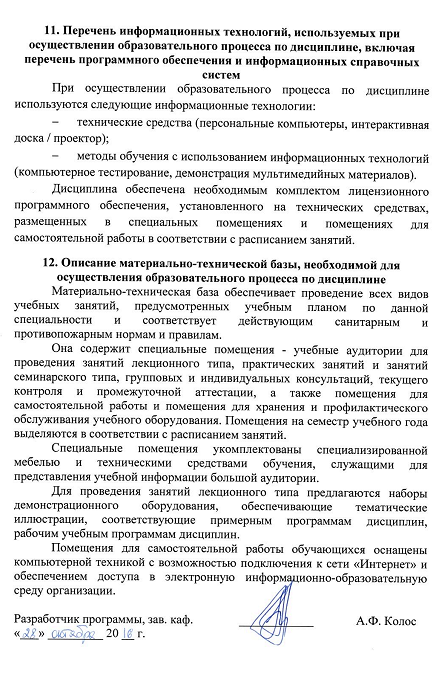 11. Перечень информационных технологий, используемых при
осуществлении образовательного процесса по дисциплине, включая
перечень программного обеспечения и информационных справочных
систем
При осуществлении образовательного процесса по дисциплине
используются следующие информационные технологии:
– технические средства (персональные компьютеры, интерактивная
доска / проектор);
– методы обучения с использованием информационных технологий
(компьютерное тестирование, демонстрация мультимедийных материалов).
Дисциплина обеспечена необходимым комплектом лицензионного
программного обеспечения, установленного на технических средствах,
размещенных в специальных помещениях и помещениях для
самостоятельной работы в соответствии с расписанием занятий.
12. Описание материально-технической базы, необходимой для
осуществления образовательного процесса по дисциплине
Материально-техническая база обеспечивает проведение всех видов
учебных занятий, предусмотренных учебным планом по данной
специальности и соответствует действующим санитарным и
противопожарным нормам и правилам.
Она содержит специальные помещения - учебные аудитории для
проведения занятий лекционного типа, практических занятий и занятий
семинарского типа, групповых и индивидуальных консультаций, текущего
контроля и промежуточной аттестации, а также помещения для
самостоятельной работы и помещения для хранения и профилактического
обслуживания учебного оборудования. Помещения на семестр учебного года
выделяются в соответствии с расписанием занятий.
Специальные помещения укомплектованы специализированной
мебелью и техническими средствами обучения, служащими для
представления учебной информации большой аудитории.
Для проведения занятий лекционного типа предлагаются наборы
демонстрационного оборудования, обеспечивающие тематические
иллюстрации, соответствующие примерным программам дисциплин,
рабочим учебным программам дисциплин.
Помещения для самостоятельной работы обучающихся оснащены
компьютерной техникой с возможностью подключения к сети «Интернет» и
обеспечением доступа в электронную информационно-образовательную
среду организации.
Разработчик программы, зав. каф. А.Ф. Колос
«28» октября 2018 г.